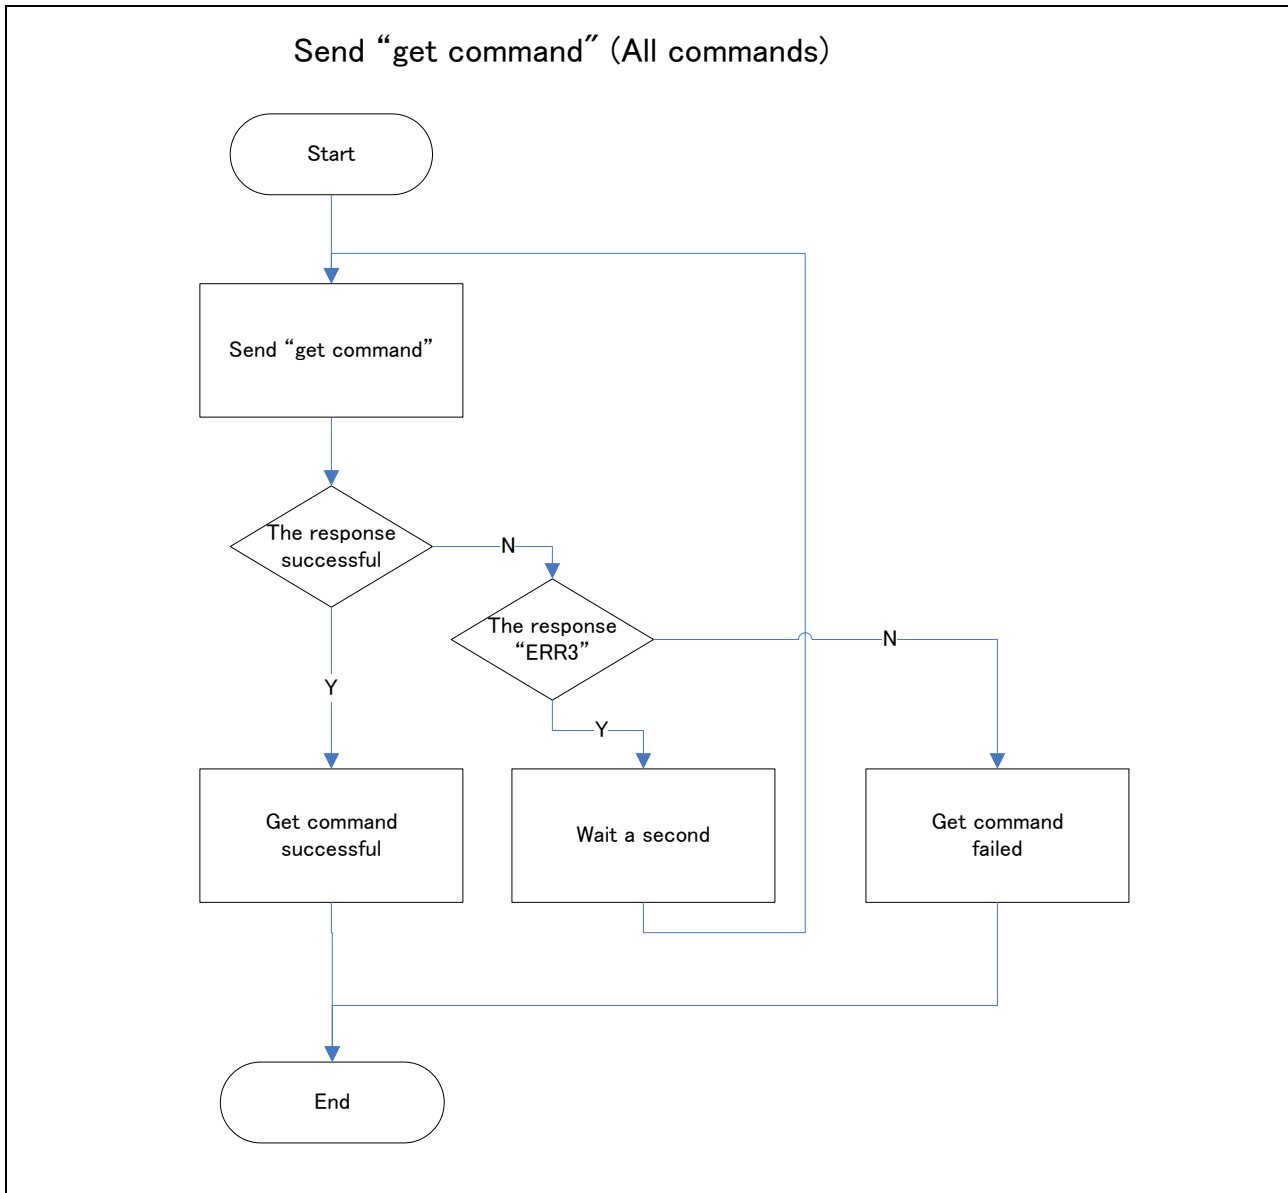 Send “get command” (All commands)
Start
Send “get command”
The response
successful
N
The response
“ERR3”
N
Y
Y
Get command
successful
Wait a second
Get command
failed
End